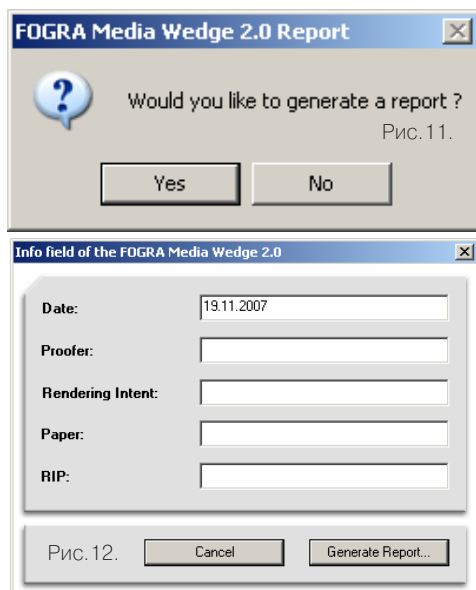 FOGRA Media Wedge 2.0 Report
Would you like to generate a report ?
Рис.11.
Yes No
Info field of the FOGRA Media Wedge 2.0
Date: 19.11.2007
Proofer:
Rendering Intent:
Paper:
RIP:
Рис.12. Cancel Generate Report...